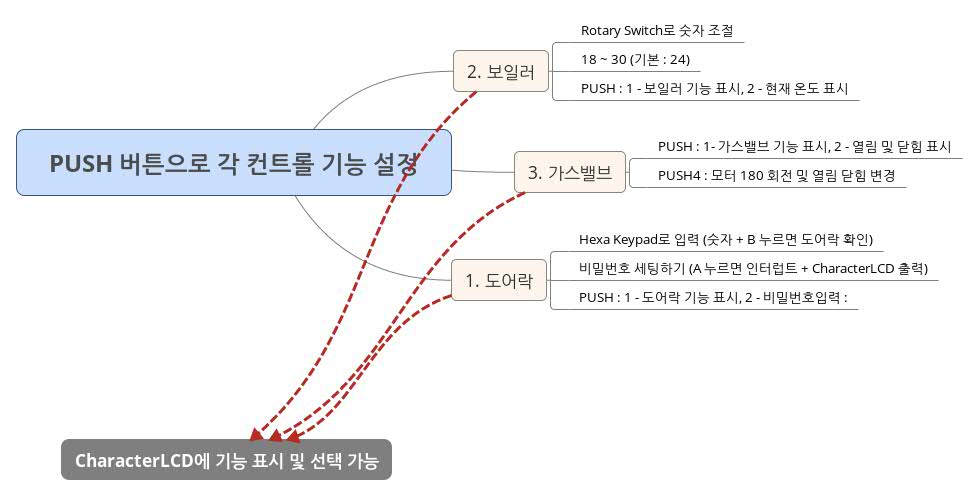 PUSH 버튼으로 각 컨트롤 기능 설정
2. 보일러
Rotary Switch로 숫자 조절
18 ~ 30 (기본 : 24)
PUSH : 1 - 보일러 기능 표시, 2 - 현재 온도 표시
3. 가스밸브
PUSH : 1- 가스밸브 기능 표시, 2 - 열림 및 닫힘 표시
PUSH4 : 모터 180 회전 및 열림 닫힘 변경
1. 도어락
Hexa Keypad로 입력 (숫자 + B 누르면 도어락 확인)
비밀번호 세팅하기 (A 누르면 인터럽트 + CharacterLCD 출력)
PUSH : 1 - 도어락 기능 표시, 2 - 비밀번호입력 :
CharacterLCD에 기능 표시 및 선택 가능